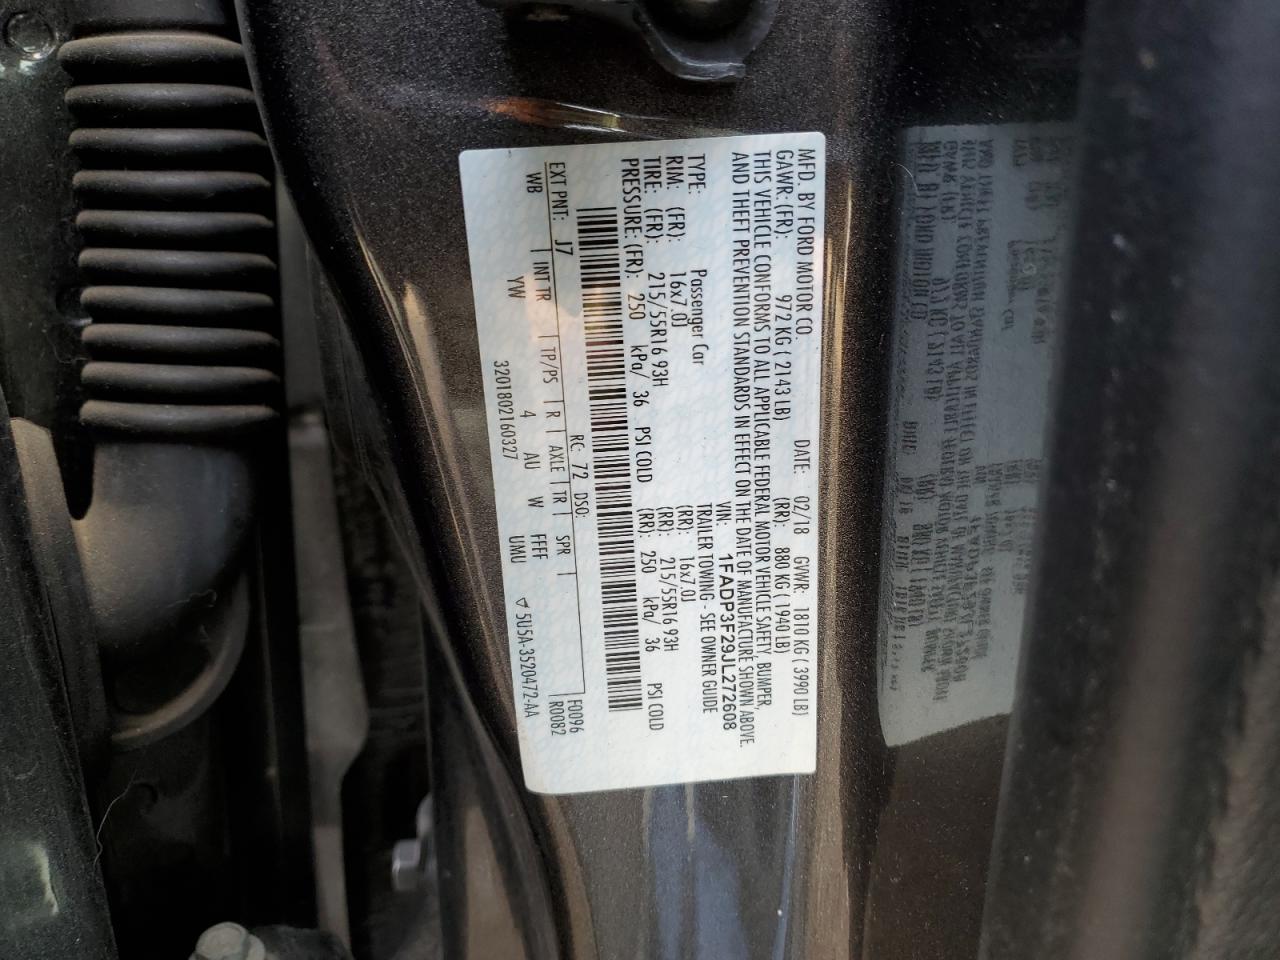 MFD. BY FORD MOTOR CO. DATE: 02/18 GVWR: 1810 KG ( 3990 LB)
GAWR: (FR): 972 KG ( 2143 LB) (RR): 880 KG ( 1940 LB)
THIS VEHICLE CONFORMS TO ALL APPLICABLE FEDERAL MOTOR VEHICLE SAFETY, BUMPER,
AND THEFT PREVENTION STANDARDS IN EFFECT ON THE DATE OF MANUFACTURE SHOWN ABOVE.
VIN: 1FADP3F29JL272608
TYPE: Passenger Car TRAILER TOWING - SEE OWNER GUIDE
RIM: (FR): 16x7.0J (RR): 16x7.0J
TIRE: (FR): 215/55R16 93H (RR): 215/55R16 93H
PRESSURE: (FR): 250 kPa/ 36 PSI COLD (RR): 250 kPa/ 36 PSI COLD
RC: 72 DSO: F0096
EXT PNT: J7 R0082
INT TR TP/PS R AXLE TR SPR
WB YW 4 AU W FFFF
UMU
3201802160327 5U5A-3520472-AA